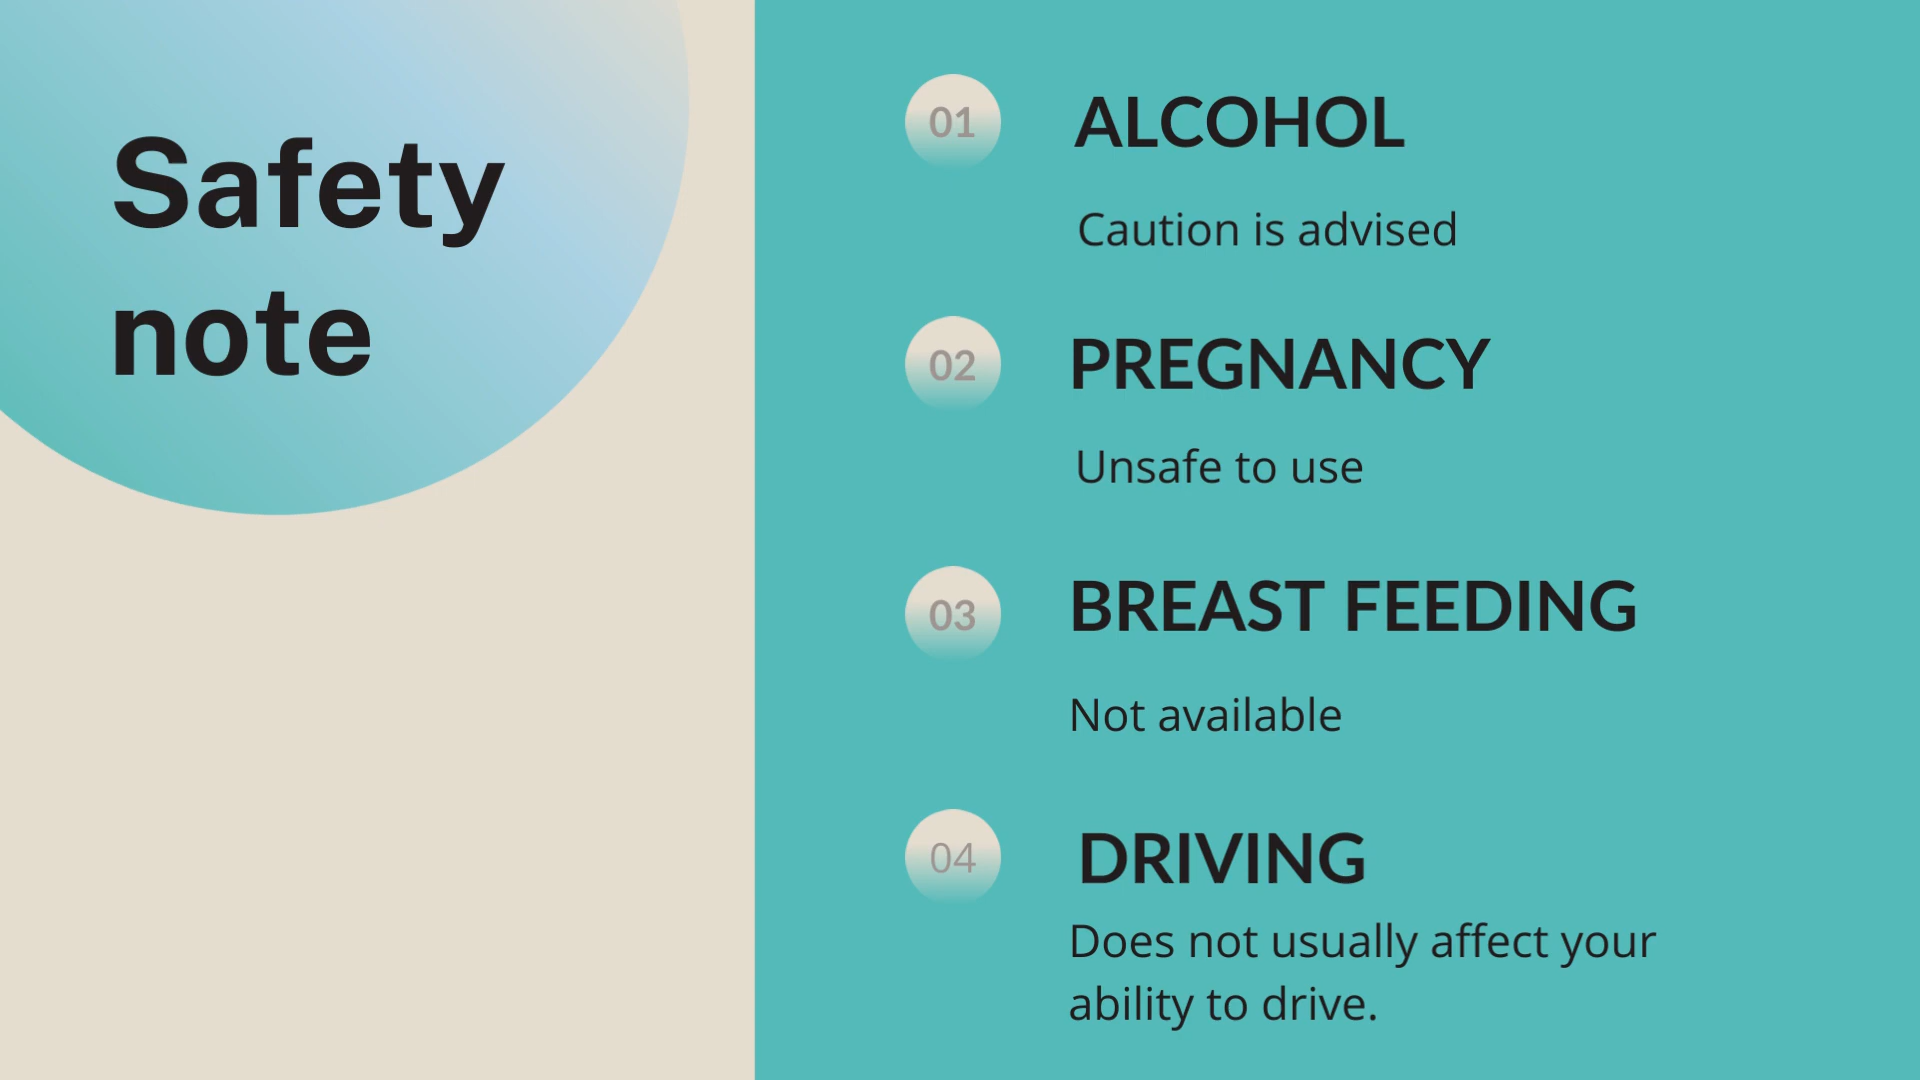 Safety
note
01
ALCOHOL
Caution is advised
02
PREGNANCY
Unsafe to use
03
BREAST FEEDING
Not available
04
DRIVING
Does not usually affect your
ability to drive.